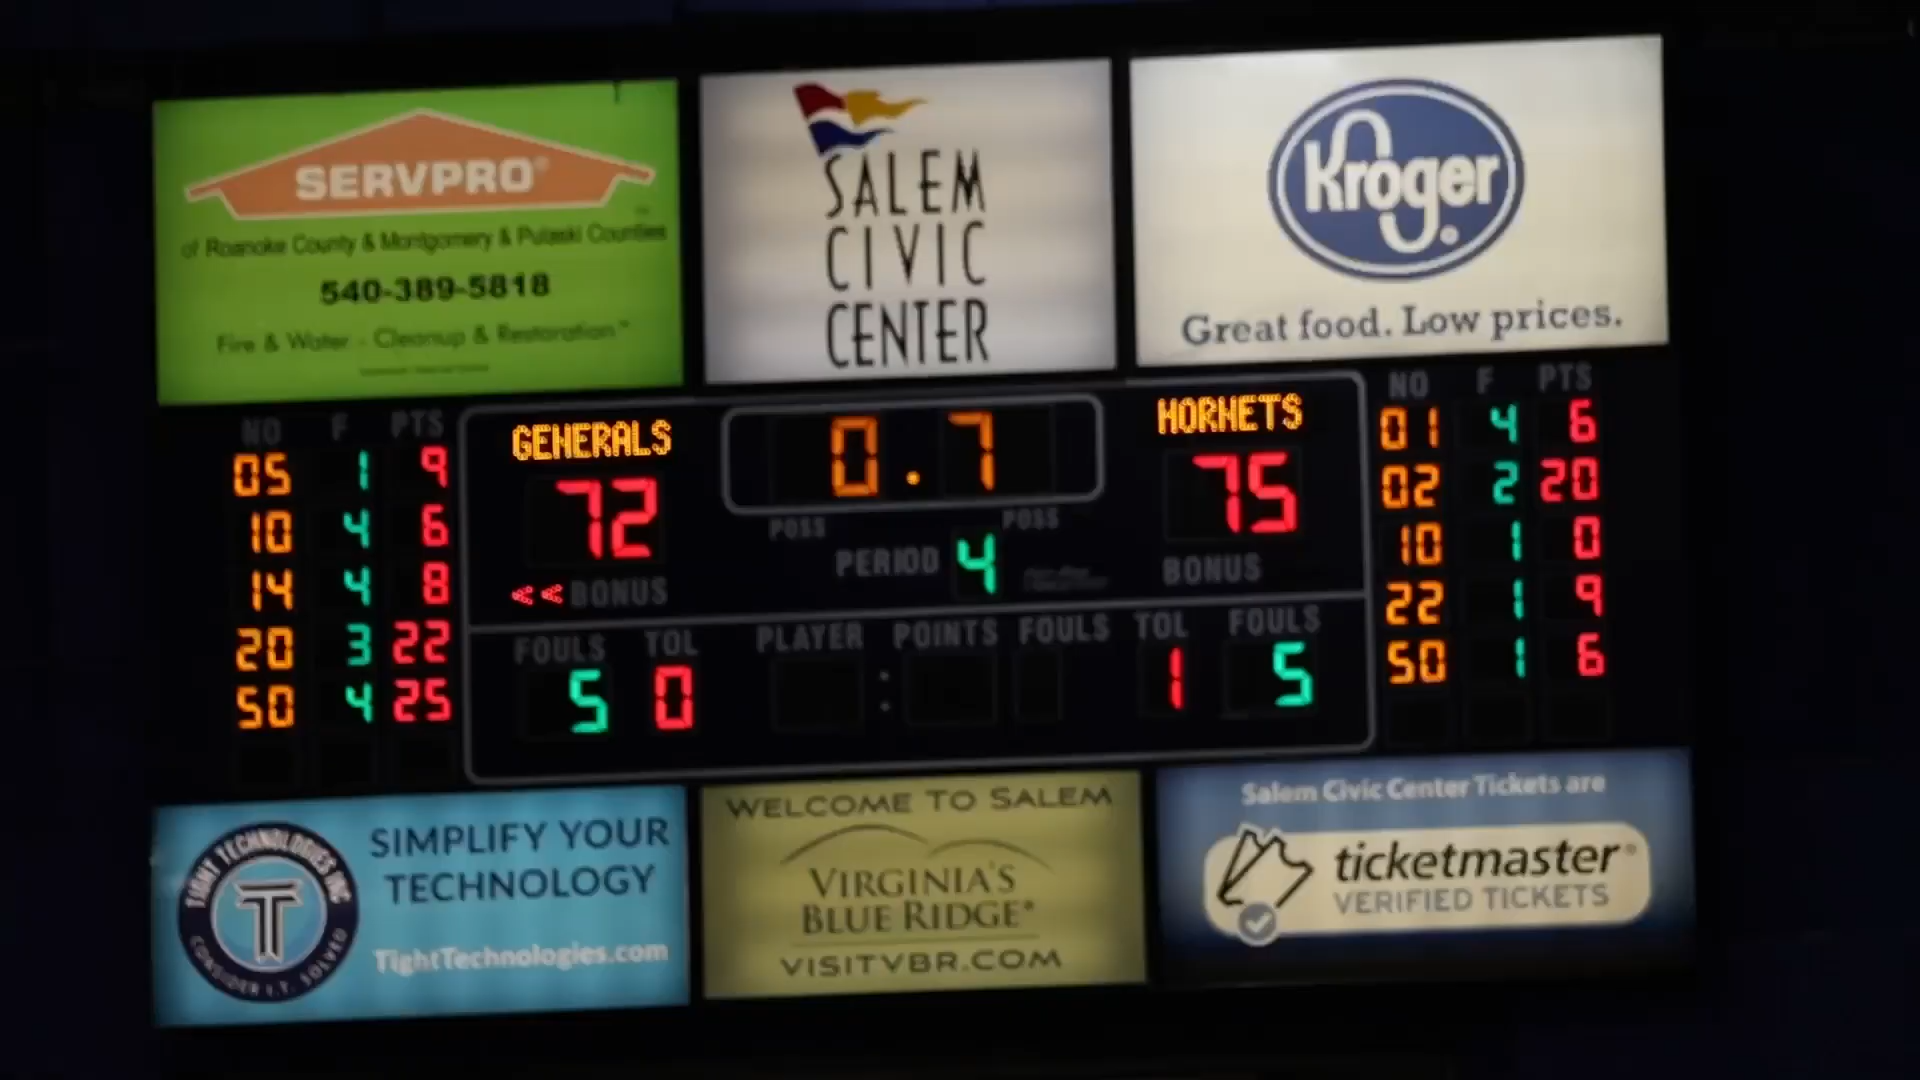 SERVPRO®
of Roanoke County & Montgomery & Pulaski Counties
540-389-5818
Fire & Water - Cleanup & Restoration™
SALEM
CIVIC
CENTER
Kroger
Great food. Low prices.
NO F PTS
05 1 9
10 4 6
14 4 8
20 3 22
50 4 25
GENERALS
72
<<BONUS
0.7
POSS POSS
PERIOD 4
HORNETS
75
BONUS
FOULS TOL PLAYER POINTS FOULS TOL FOULS
5 0 : 1 5
NO F PTS
01 4 6
02 2 20
10 1 0
22 1 9
50 1 6
TIGHT TECHNOLOGIES INC
T
CONSIDER I.T. SOLVED
SIMPLIFY YOUR
TECHNOLOGY
TightTechnologies.com
WELCOME TO SALEM
VIRGINIA'S
BLUE RIDGE®
VISITVBR.COM
Salem Civic Center Tickets are
ticketmaster®
VERIFIED TICKETS